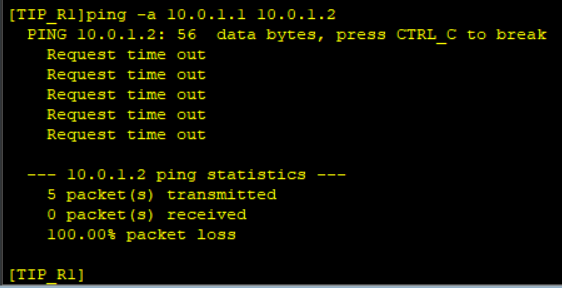 [TIP_R1]ping -a 10.0.1.1 10.0.1.2
PING 10.0.1.2: 56 data bytes, press CTRL_C to break
Request time out
Request time out
Request time out
Request time out
Request time out
--- 10.0.1.2 ping statistics ---
5 packet(s) transmitted
0 packet(s) received
100.00% packet loss
[TIP_R1]